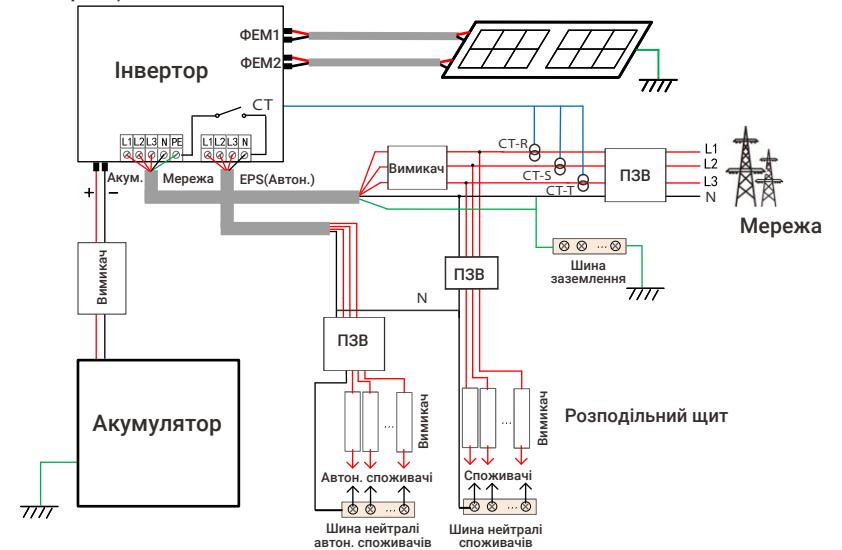 ФЕМ1
ФЕМ2
Інвертор
СТ
L1 L2 L3 N PE
L1 L2 L3 N
Акум.
Мережа
EPS(Автон.)
+
−
Вимикач
CT-R
CT-S
CT-T
Вимикач
ПЗВ
L1
L2
L3
N
Мережа
... 
Шина
заземлення
ПЗВ
N
ПЗВ
Акумулятор
...
Вимикач
...
Вимикач
Розподільний щит
Автон. споживачі
Споживачі
...
...
Шина нейтралі
автон. споживачів
Шина нейтралі
споживачів